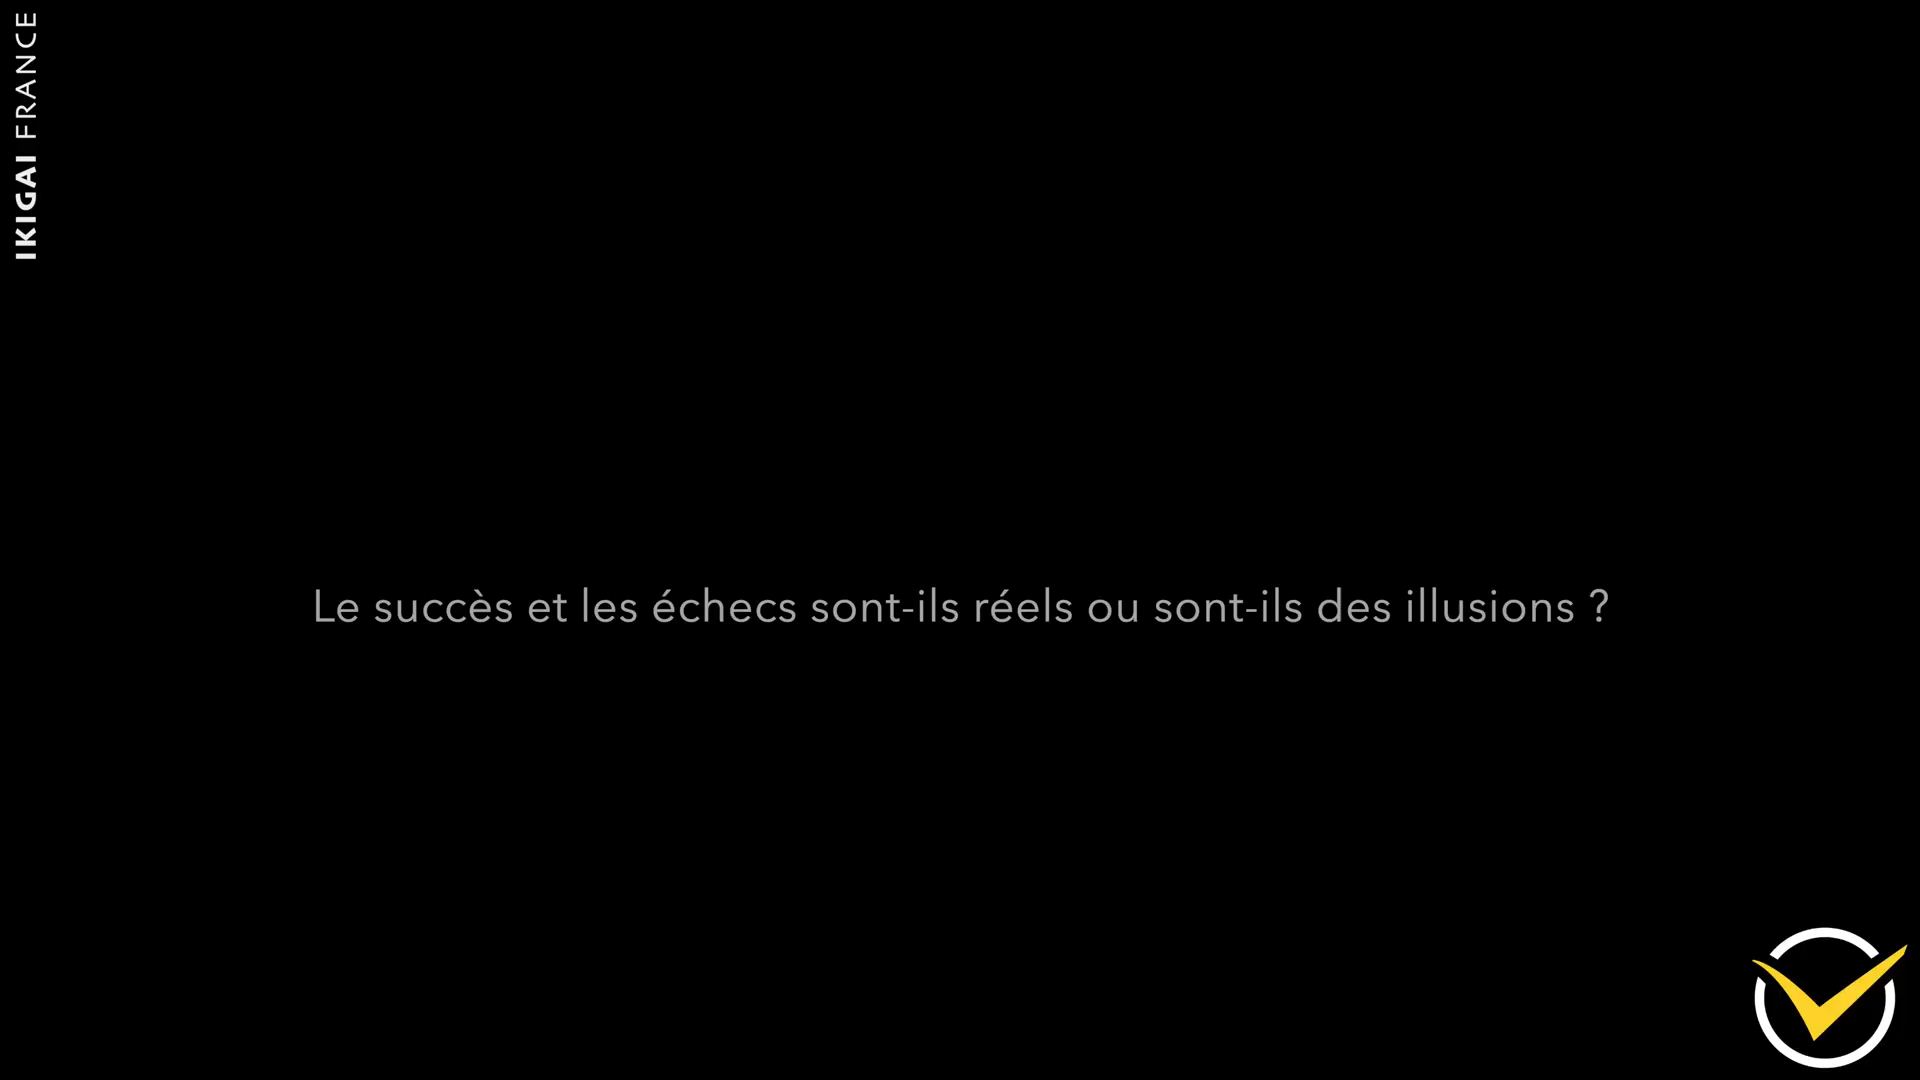 IKIGAI FRANCE
Le succès et les échecs sont-ils réels ou sont-ils des illusions ?